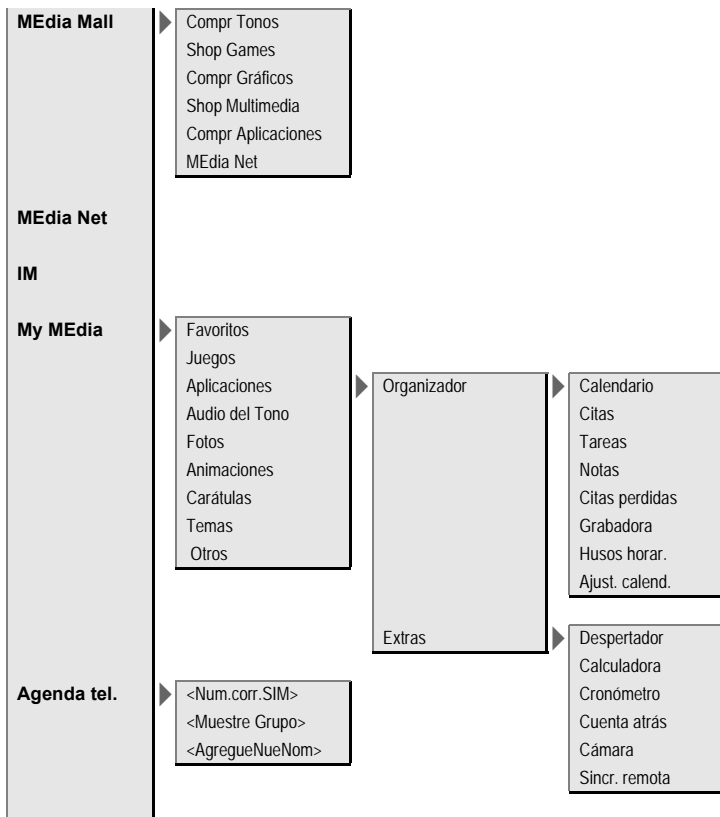 MEdia Mall
Compr Tonos
Shop Games
Compr Gráficos
Shop Multimedia
Compr Aplicaciones
MEdia Net
MEdia Net
IM
My MEdia
Favoritos
Juegos
Aplicaciones
Audio del Tono
Fotos
Animaciones
Carátulas
Temas
Otros
Organizador
Extras
Calendario
Citas
Tareas
Notas
Citas perdidas
Grabadora
Husos horar.
Ajust. calend.
Despertador
Calculadora
Cronómetro
Cuenta atrás
Cámara
Sincr. remota
Agenda tel.
<Num.corr.SIM>
<Muestre Grupo>
<AgregueNueNom>